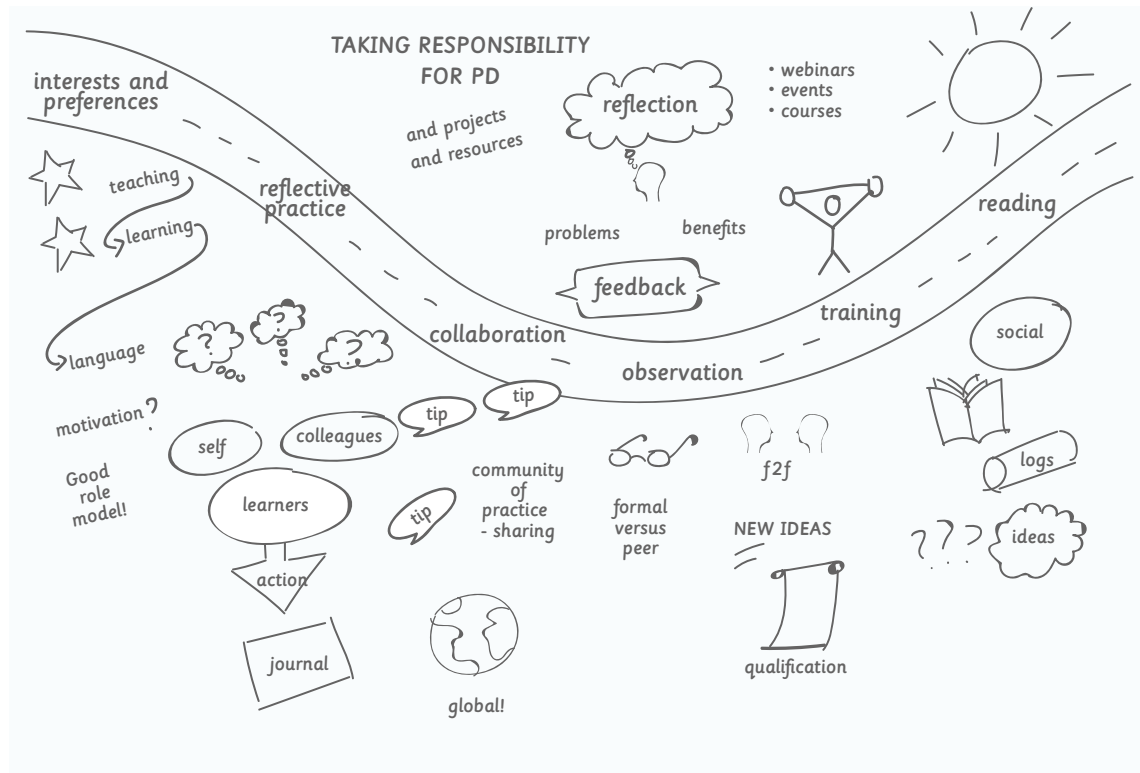 TAKING RESPONSIBILITY
FOR PD
interests and
preferences
and projects
and resources
reflection
• webinars
• events
• courses
teaching
learning
language
reflective
practice
problems
benefits
feedback
reading
training
collaboration
observation
social
?
?
?
motivation?
self
colleagues
tip
tip
Good
role
model!
learners
tip
community
of
practice
- sharing
formal
versus
peer
f2f
NEW IDEAS
logs
? ? ?
ideas
action
journal
global!
qualification